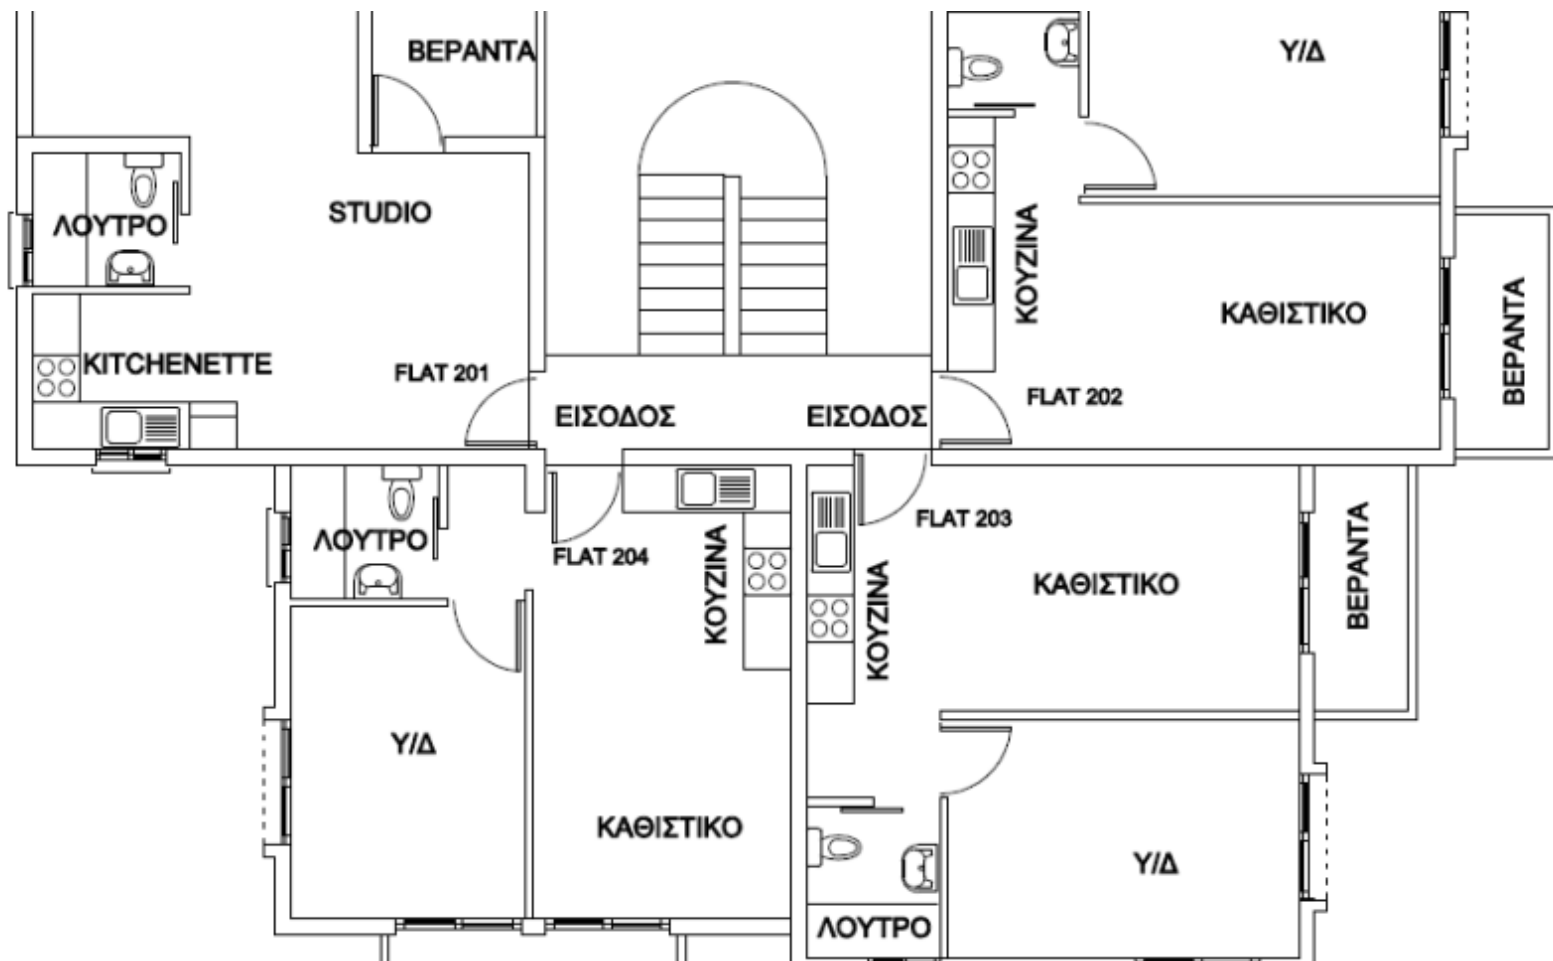 ΒΕΡΑΝΤΑ
Υ/Δ
ΛΟΥΤΡΟ
STUDIO
ΚΟΥΖΙΝΑ
ΚΑΘΙΣΤΙΚΟ
ΒΕΡΑΝΤΑ
KITCHENETTE
FLAT 201
FLAT 202
ΕΙΣΟΔΟΣ
ΕΙΣΟΔΟΣ
ΛΟΥΤΡΟ
FLAT 204
ΚΟΥΖΙΝΑ
FLAT 203
ΚΟΥΖΙΝΑ
ΚΑΘΙΣΤΙΚΟ
ΒΕΡΑΝΤΑ
Υ/Δ
ΚΑΘΙΣΤΙΚΟ
Υ/Δ
ΛΟΥΤΡΟ